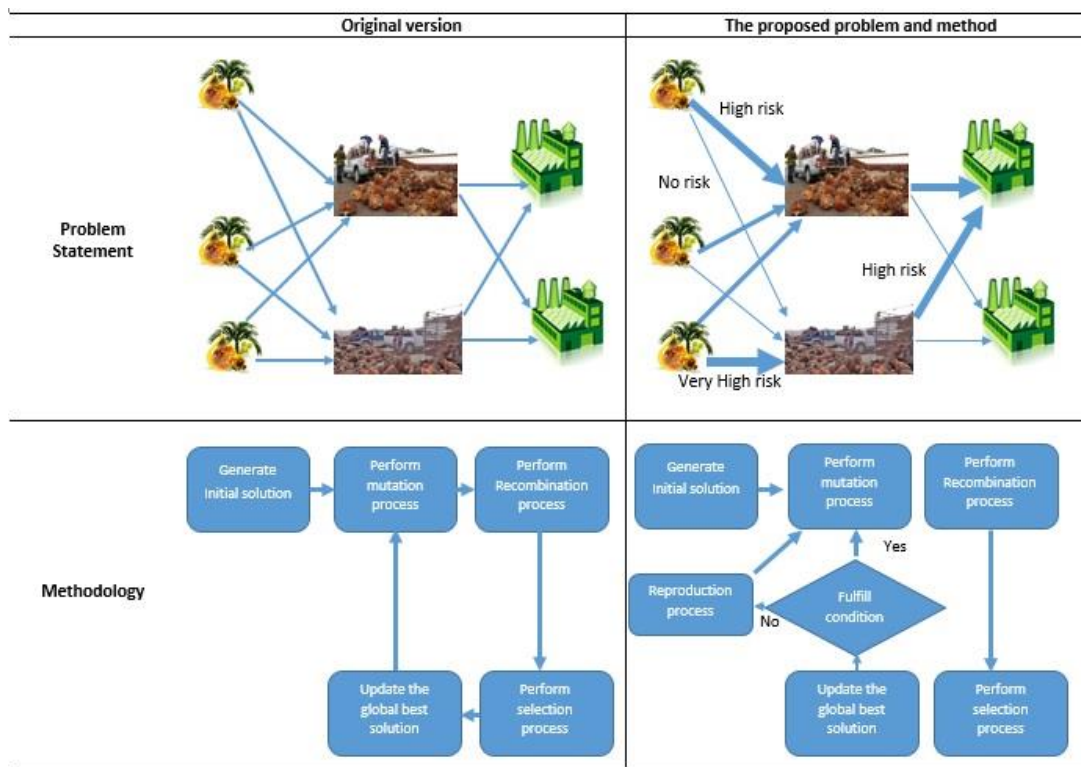 Original version
The proposed problem and method
Problem
Statement
High risk
No risk
High risk
Very High risk
Methodology
Generate
Initial solution
Perform
mutation
process
Perform
Recombination
process
Update the
global best
solution
Perform
selection
process
Generate
Initial solution
Perform
mutation
process
Perform
Recombination
process
Yes
Reproduction
process
No
Fulfill
condition
Update the
global best
solution
Perform
selection
process